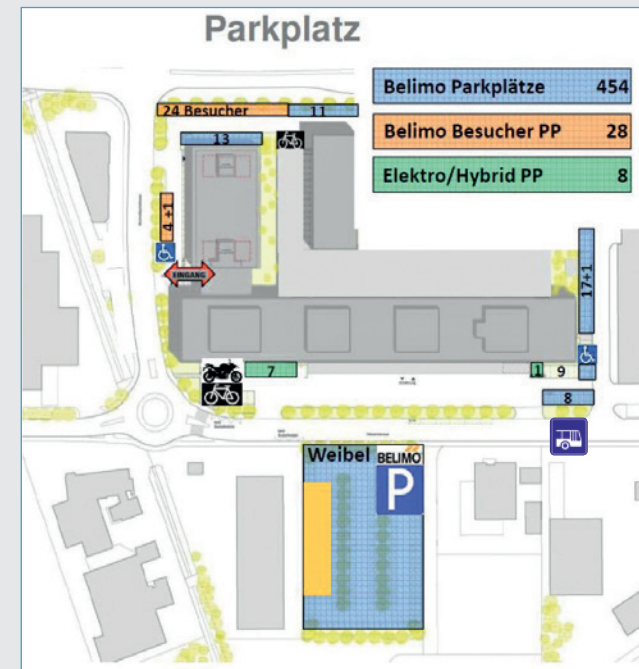 Parkplatz
Belimo Parkplätze 454
Belimo Besucher PP 28
Elektro/Hybrid PP 8
24 Besucher
11
13
4 +1
EINGANG
17+1
7
1
9
8
Weibel
BELIMO
P